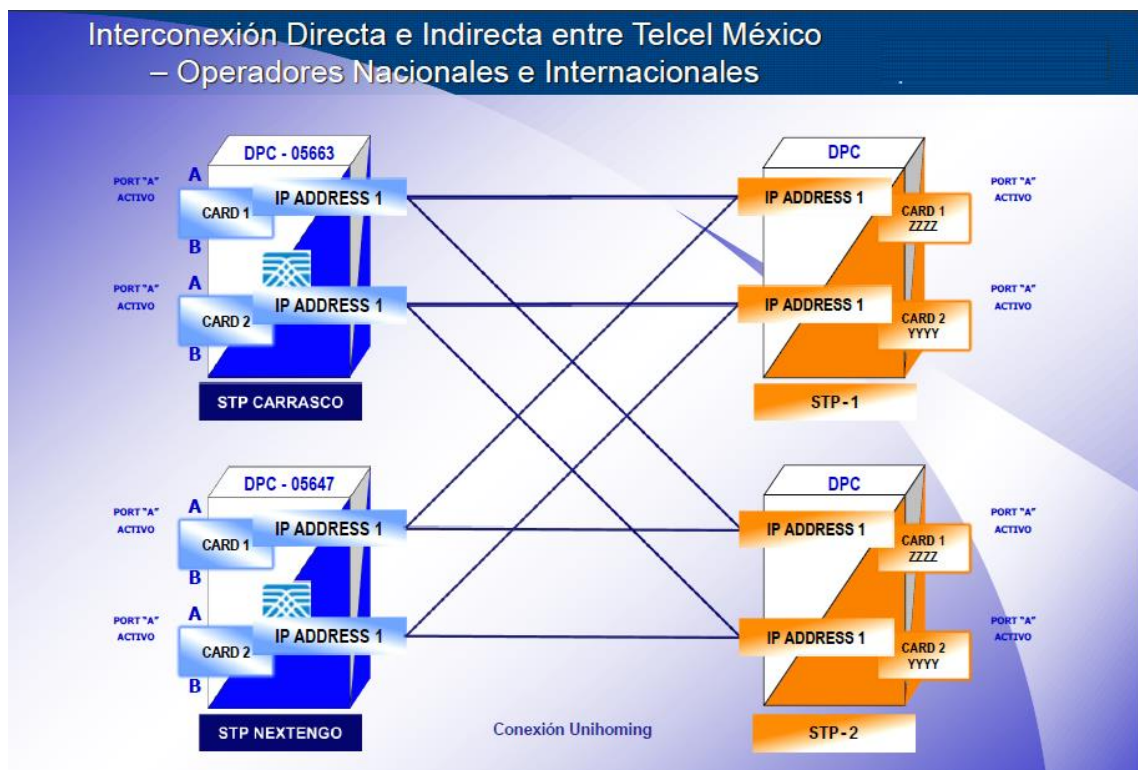 Interconexión Directa e Indirecta entre Telcel México
– Operadores Nacionales e Internacionales
DPC - 05663
PORT "A"
ACTIVO
A
CARD 1
B
IP ADDRESS 1
PORT "A"
ACTIVO
A
CARD 2
B
IP ADDRESS 1
STP CARRASCO
DPC
IP ADDRESS 1
CARD 1
ZZZZ
PORT "A"
ACTIVO
IP ADDRESS 1
CARD 2
YYYY
PORT "A"
ACTIVO
STP-1
DPC - 05647
PORT "A"
ACTIVO
A
CARD 1
B
IP ADDRESS 1
PORT "A"
ACTIVO
A
CARD 2
B
IP ADDRESS 1
STP NEXTENGO
DPC
IP ADDRESS 1
CARD 1
ZZZZ
PORT "A"
ACTIVO
IP ADDRESS 1
CARD 2
YYYY
PORT "A"
ACTIVO
STP-2
Conexión Unihoming